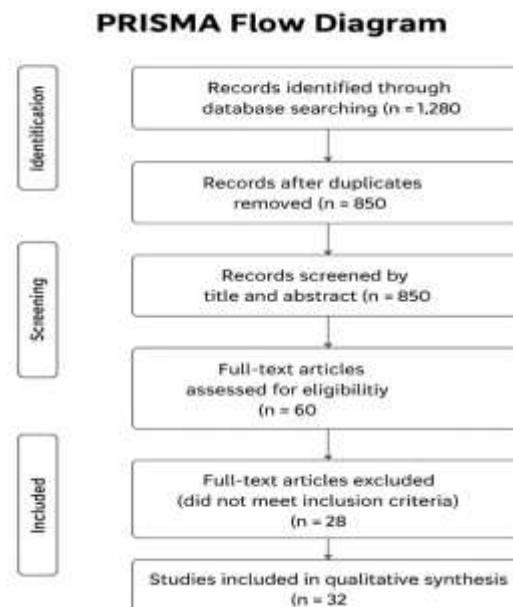 PRISMA Flow Diagram
Identitication
Records identified through
database searching (n = 1,280
Records after duplicates
removed (n = 850
Screening
Records screened by
title and abstract (n = 850
Full-text articles
assessed for eligibilitiy
(n = 60
Included
Full-text articles excluded
(did not meet inclusion criteria)
(n = 28
Studies included in qualitative synthesis
(n = 32